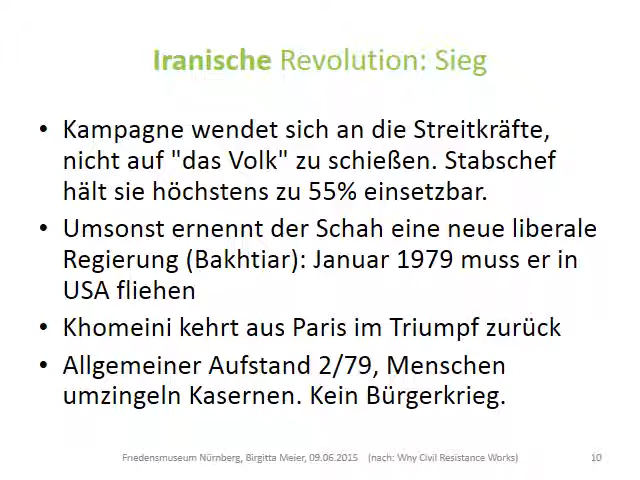 Iranische Revolution: Sieg
• Kampagne wendet sich an die Streitkräfte,
nicht auf "das Volk" zu schießen. Stabschef
hält sie höchstens zu 55% einsetzbar.
• Umsonst ernennt der Schah eine neue liberale
Regierung (Bakhtiar): Januar 1979 muss er in
USA fliehen
• Khomeini kehrt aus Paris im Triumpf zurück
• Allgemeiner Aufstand 2/79, Menschen
umzingeln Kasernen. Kein Bürgerkrieg.
Friedensmuseum Nürnberg, Birgitta Meier, 09.06.2015 (nach: Why Civil Resistance Works) 10